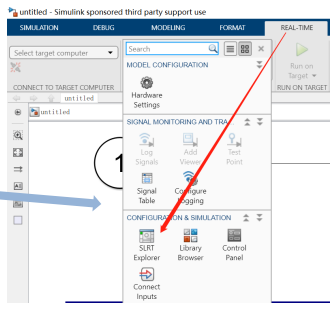 untitled - Simulink sponsored third party support use
SIMULATION DEBUG MODELING FORMAT REAL-TIME
Select target computer
CONNECT TO TARGET COMPUTER
Search
MODEL CONFIGURATION
Hardware
Settings
SIGNAL MONITORING AND TRA
Log
Signals
Add
Viewer
Test
Point
Signal
Table
Configure
Logging
CONFIGURATION & SIMULATION
SLRT
Explorer
Library
Browser
Control
Panel
Connect
Inputs
Run on
Target
RUN ON TARGET
untitled
untitled
1